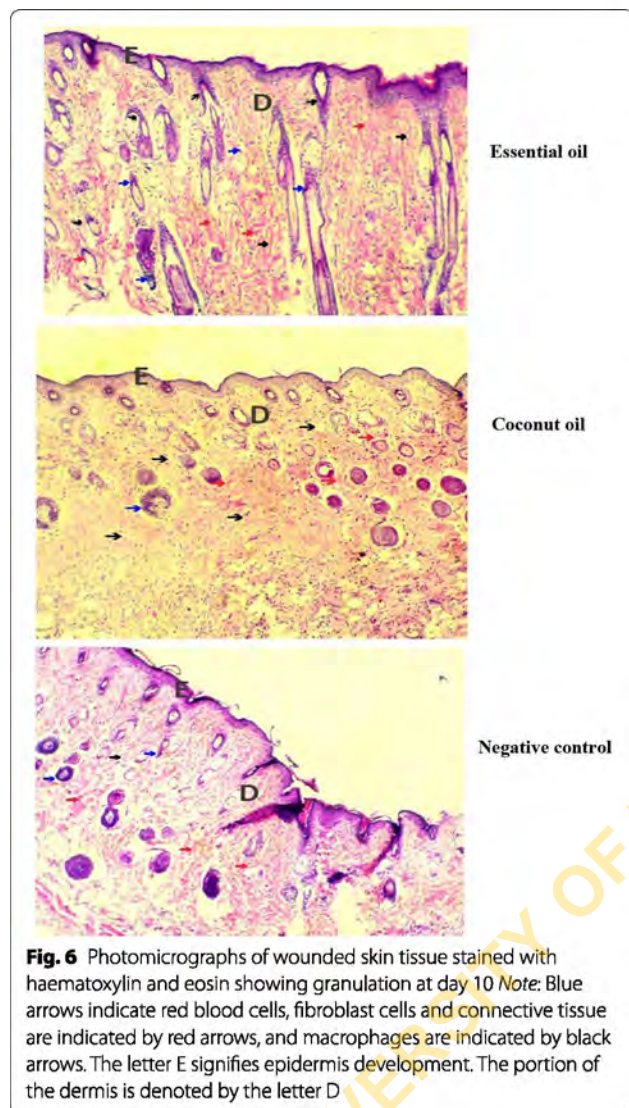 E
D
Essential oil
E
D
Coconut oil
E
D
Negative control
Fig. 6 Photomicrographs of wounded skin tissue stained with
haematoxylin and eosin showing granulation at day 10 Note: Blue
arrows indicate red blood cells, fibroblast cells and connective tissue
are indicated by red arrows, and macrophages are indicated by black
arrows. The letter E signifies epidermis development. The portion of
the dermis is denoted by the letter D
VERSITY OF